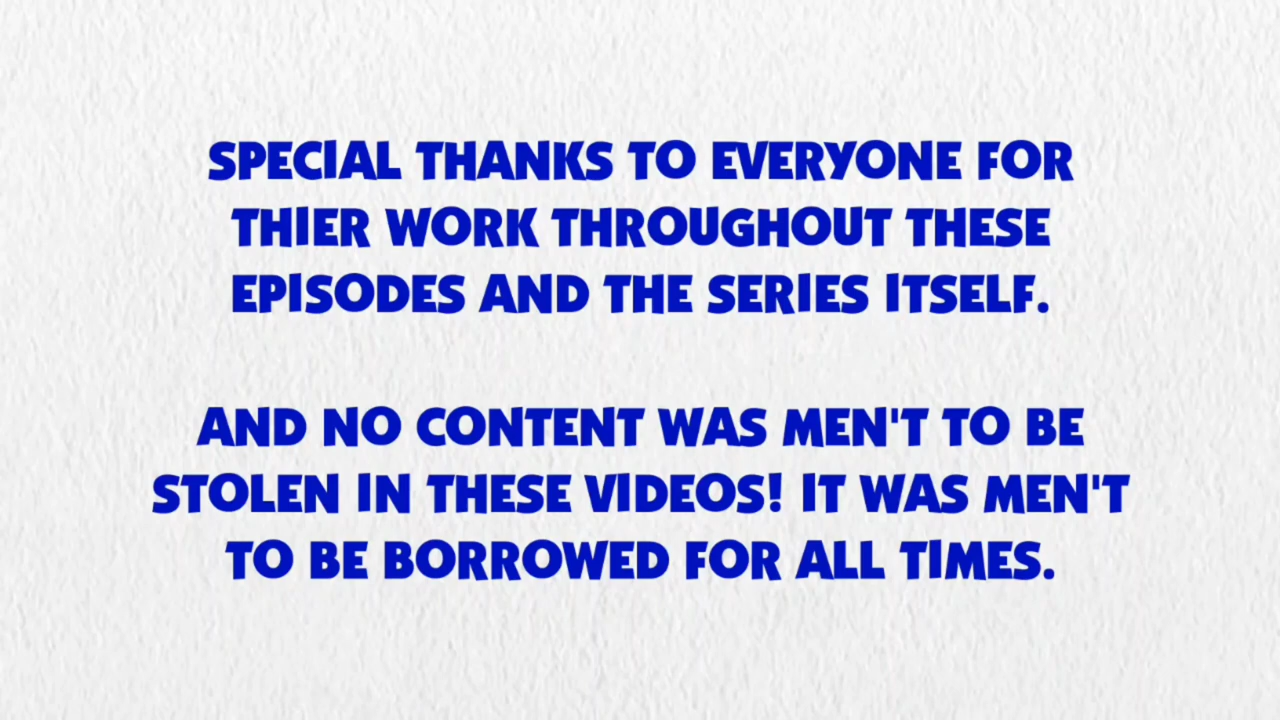 SPECIAL THANKS TO EVERYONE FOR
THIER WORK THROUGHOUT THESE
EPISODES AND THE SERIES ITSELF.
AND NO CONTENT WAS MEN'T TO BE
STOLEN IN THESE VIDEOS! IT WAS MEN'T
TO BE BORROWED FOR ALL TIMES.